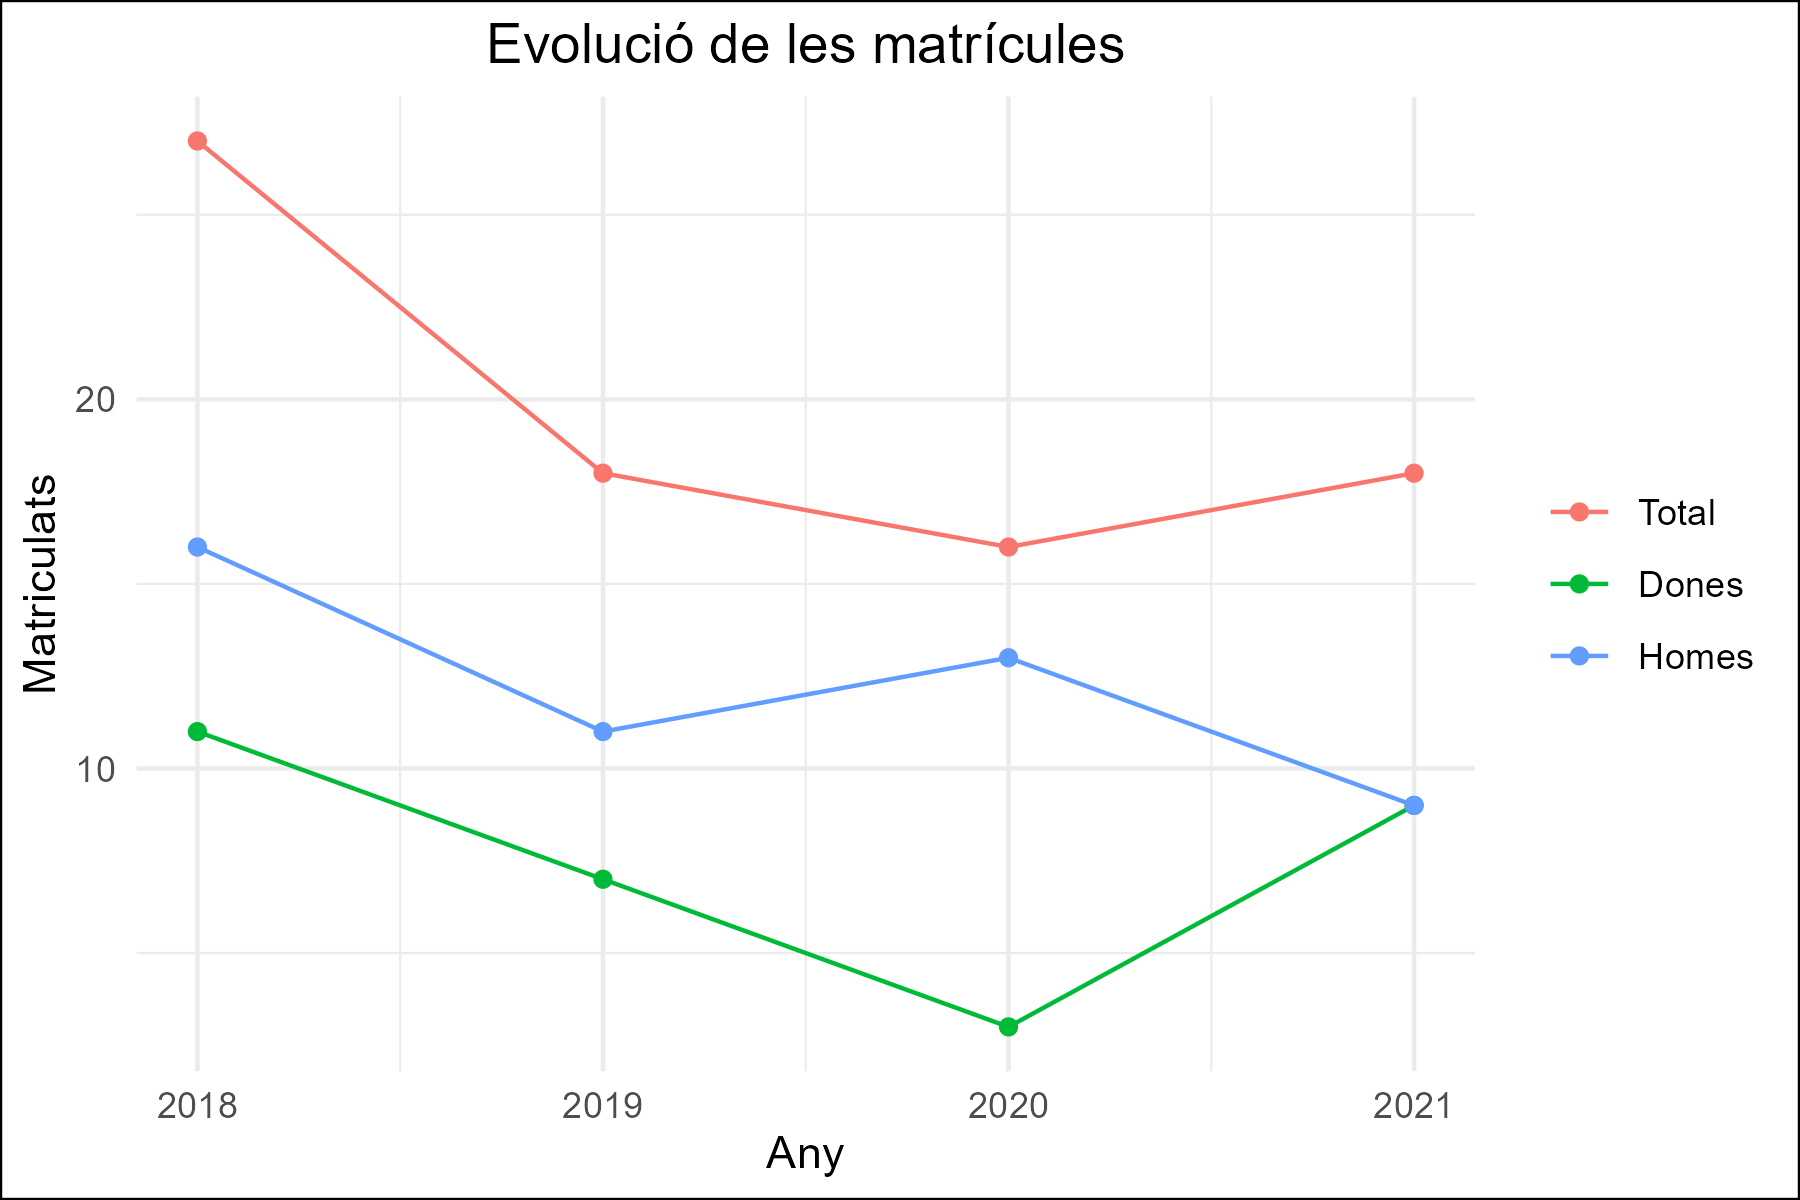 Evolució de les matrícules
Matriculats
20
10
2018
2019
2020
2021
Any
Total
Dones
Homes